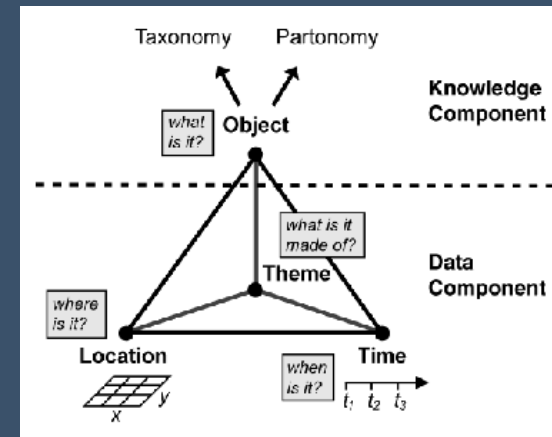 Taxonomy Partonomy
Knowledge
Component
what
is it?
Object
what is it
made of?
Theme
Data
Component
where
is it?
Location
Time
when
is it?
x
y
t1 t2 t3